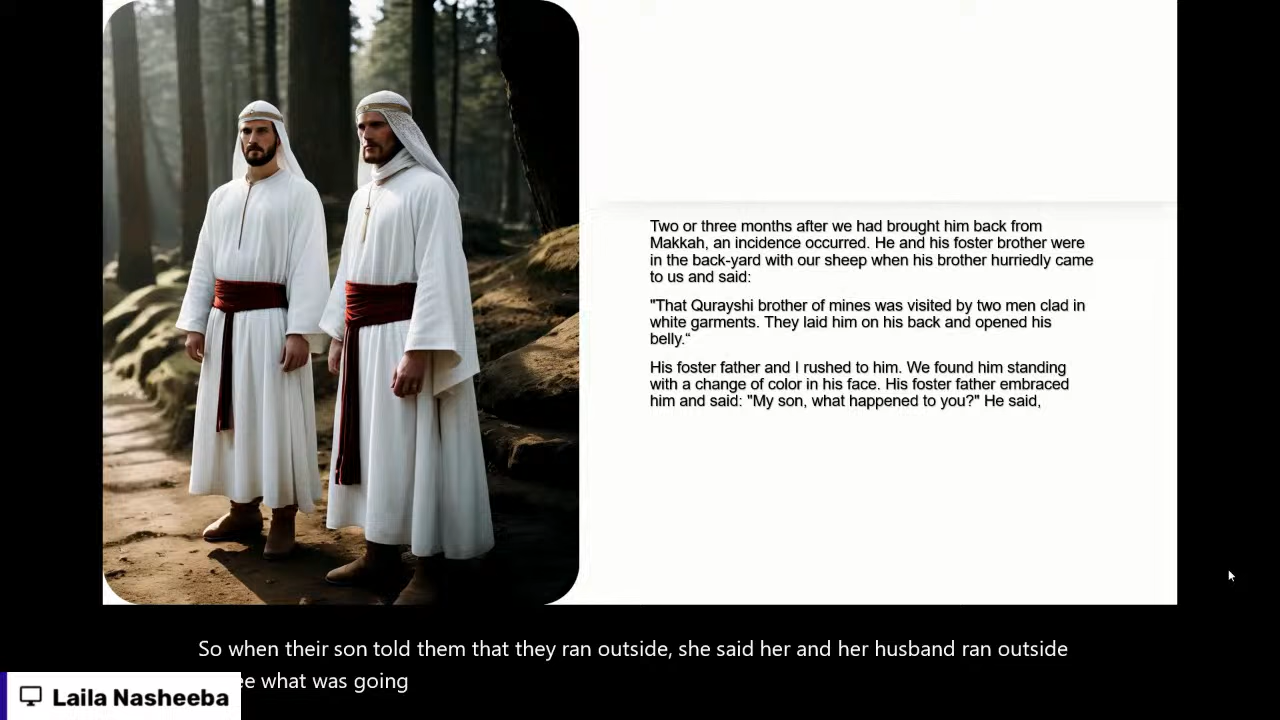 Two or three months after we had brought him back from
Makkah, an incidence occurred. He and his foster brother were
in the back-yard with our sheep when his brother hurriedly came
to us and said:
"That Qurayshi brother of mines was visited by two men clad in
white garments. They laid him on his back and opened his
belly.“
His foster father and I rushed to him. We found him standing
with a change of color in his face. His foster father embraced
him and said: "My son, what happened to you?" He said,
So when their son told them that they ran outside, she said her and her husband ran outside
what was going
Laila Nasheeba